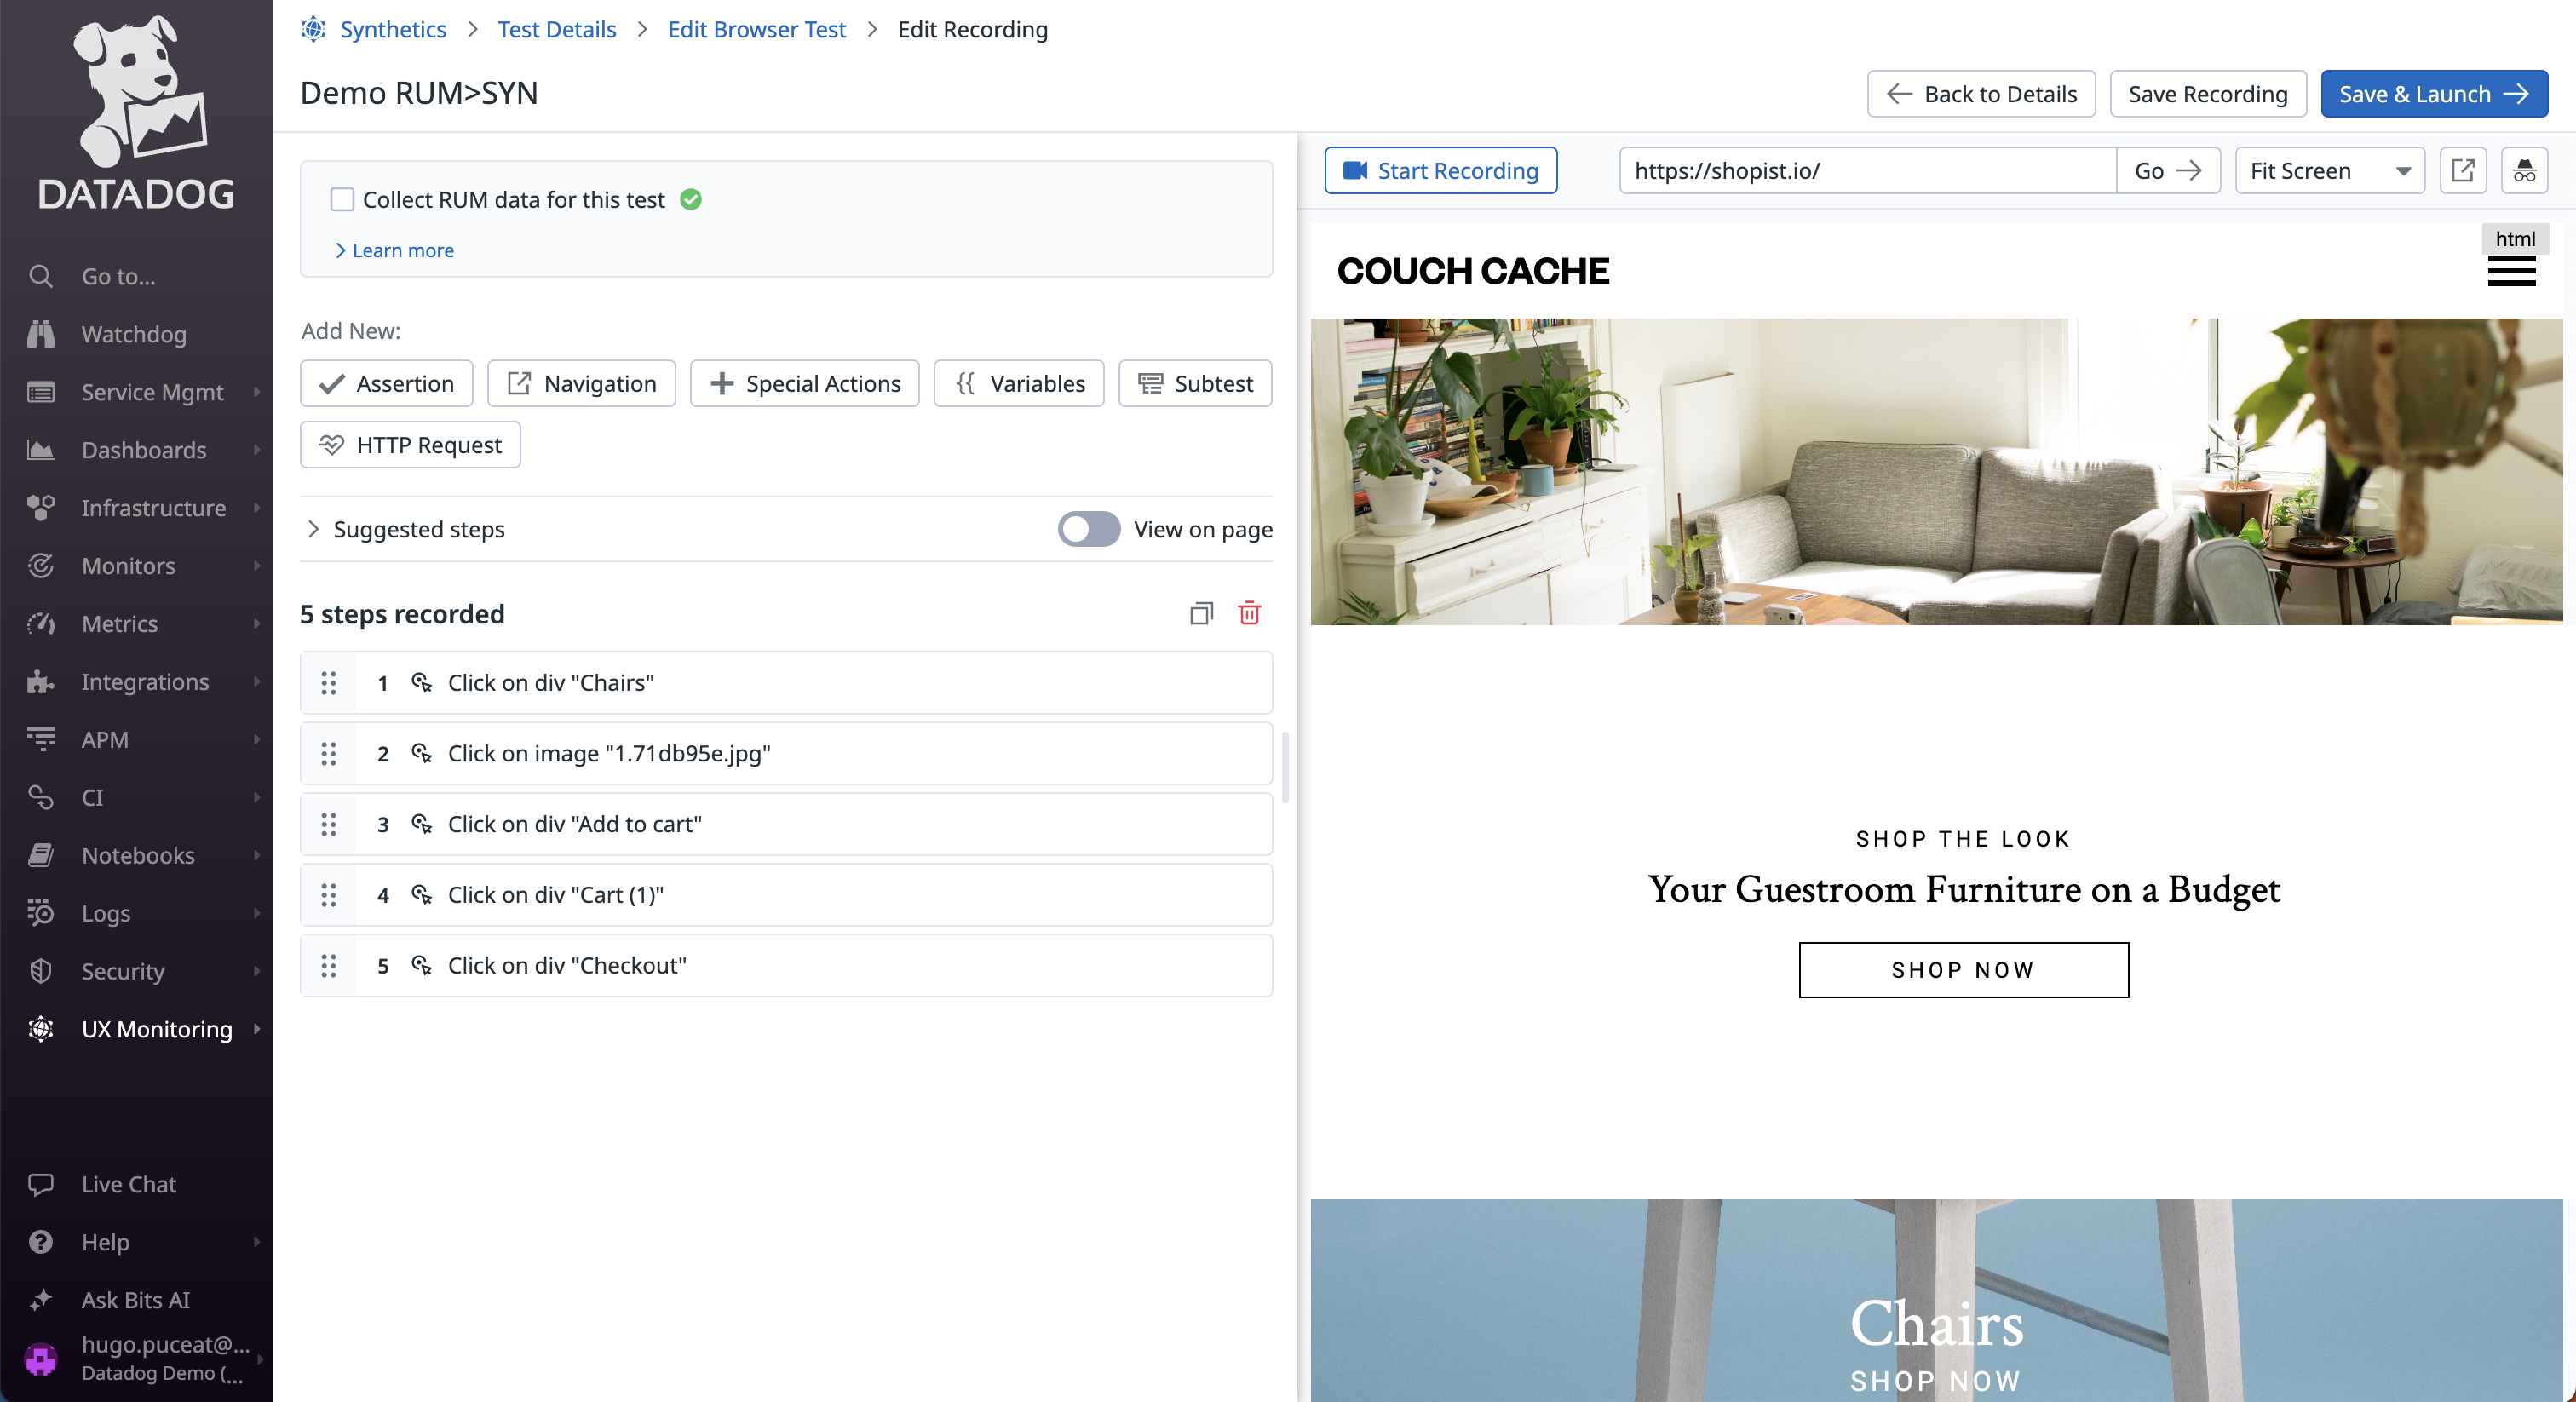 DATADOG
Go to...
Watchdog
Service Mgmt
Dashboards
Infrastructure
Monitors
Metrics
Integrations
APM
CI
Notebooks
Logs
Security
UX Monitoring
Live Chat
Help
Ask Bits AI
hugo.puceat@...
Datadog Demo (...
Synthetics > Test Details > Edit Browser Test > Edit Recording
Demo RUM>SYN
Back to Details
Save Recording
Save & Launch
Collect RUM data for this test
Learn more
Add New:
Assertion
Navigation
Special Actions
Variables
Subtest
HTTP Request
Suggested steps
View on page
5 steps recorded
1 Click on div "Chairs"
2 Click on image "1.71db95e.jpg"
3 Click on div "Add to cart"
4 Click on div "Cart (1)"
5 Click on div "Checkout"
Start Recording
https://shopist.io/
Go
Fit Screen
html
COUCH CACHE
SHOP THE LOOK
Your Guestroom Furniture on a Budget
SHOP NOW
Chairs
SHOP NOW